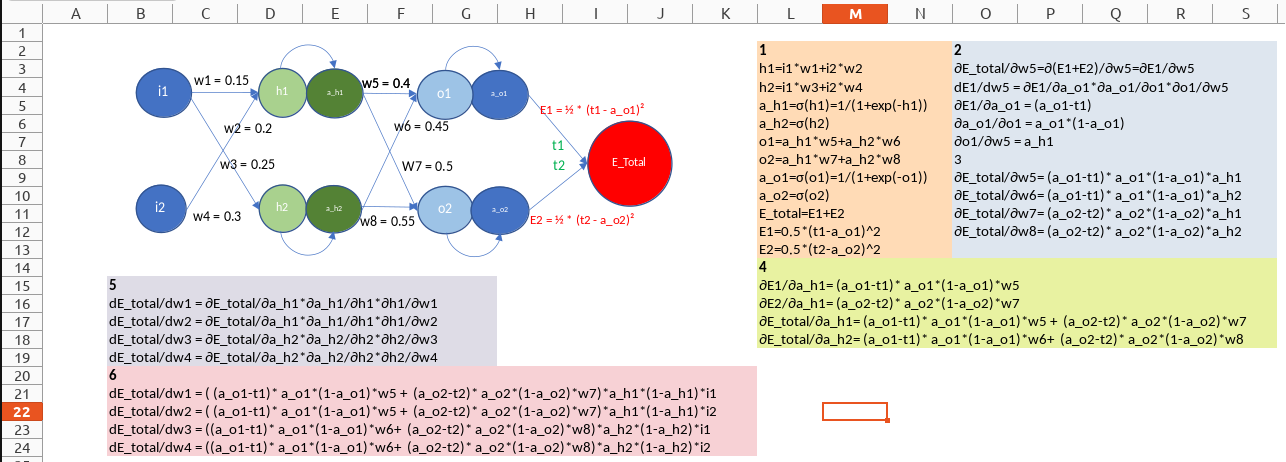 A B C D E F G H I J K L M N O P Q R S
1
2
3
4
5
6
7
8
9
10
11
12
13
14
15
16
17
18
19
20
21
22
23
24
i1
w1 = 0.15
h1
a_h1
w5 = 0.4
o1
a_o1
E1 = ½ * (t1 - a_o1)²
w2 = 0.2
w6 = 0.45
t1
w3 = 0.25
W7 = 0.5
t2
E_Total
i2
w4 = 0.3
h2
a_h2
w8 = 0.55
o2
a_o2
E2 = ½ * (t2 - a_o2)²
1
h1=i1*w1+i2*w2
h2=i1*w3+i2*w4
a_h1=σ(h1)=1/(1+exp(-h1))
a_h2=σ(h2)
o1=a_h1*w5+a_h2*w6
o2=a_h1*w7+a_h2*w8
a_o1=σ(o1)=1/(1+exp(-o1))
a_o2=σ(o2)
E_total=E1+E2
E1=0.5*(t1-a_o1)^2
E2=0.5*(t2-a_o2)^2
2
∂E_total/∂w5=∂(E1+E2)/∂w5=∂E1/∂w5
dE1/dw5 = ∂E1/∂a_o1*∂a_o1/∂o1*∂o1/∂w5
∂E1/∂a_o1 = (a_o1-t1)
∂a_o1/∂o1 = a_o1*(1-a_o1)
∂o1/∂w5 = a_h1
3
∂E_total/∂w5= (a_o1-t1)* a_o1*(1-a_o1)*a_h1
∂E_total/∂w6= (a_o1-t1)* a_o1*(1-a_o1)*a_h2
∂E_total/∂w7= (a_o2-t2)* a_o2*(1-a_o2)*a_h1
∂E_total/∂w8= (a_o2-t2)* a_o2*(1-a_o2)*a_h2
4
∂E1/∂a_h1= (a_o1-t1)* a_o1*(1-a_o1)*w5
∂E2/∂a_h1= (a_o2-t2)* a_o2*(1-a_o2)*w7
∂E_total/∂a_h1= (a_o1-t1)* a_o1*(1-a_o1)*w5 + (a_o2-t2)* a_o2*(1-a_o2)*w7
∂E_total/∂a_h2= (a_o1-t1)* a_o1*(1-a_o1)*w6+ (a_o2-t2)* a_o2*(1-a_o2)*w8
5
dE_total/dw1 = ∂E_total/∂a_h1*∂a_h1/∂h1*∂h1/∂w1
dE_total/dw2 = ∂E_total/∂a_h1*∂a_h1/∂h1*∂h1/∂w2
dE_total/dw3 = ∂E_total/∂a_h2*∂a_h2/∂h2*∂h2/∂w3
dE_total/dw4 = ∂E_total/∂a_h2*∂a_h2/∂h2*∂h2/∂w4
6
dE_total/dw1 = ( (a_o1-t1)* a_o1*(1-a_o1)*w5 + (a_o2-t2)* a_o2*(1-a_o2)*w7)*a_h1*(1-a_h1)*i1
dE_total/dw2 = ( (a_o1-t1)* a_o1*(1-a_o1)*w5 + (a_o2-t2)* a_o2*(1-a_o2)*w7)*a_h1*(1-a_h1)*i2
dE_total/dw3 = ((a_o1-t1)* a_o1*(1-a_o1)*w6+ (a_o2-t2)* a_o2*(1-a_o2)*w8)*a_h2*(1-a_h2)*i1
dE_total/dw4 = ((a_o1-t1)* a_o1*(1-a_o1)*w6+ (a_o2-t2)* a_o2*(1-a_o2)*w8)*a_h2*(1-a_h2)*i2